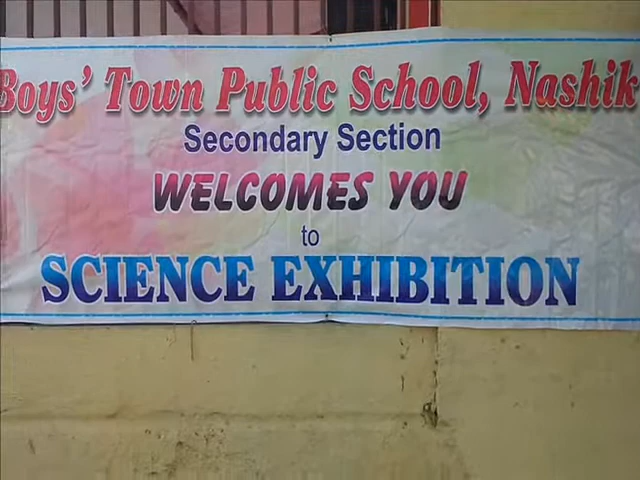 Boys' Town Public School, Nashik
Secondary Section
WELCOMES YOU
to
SCIENCE EXHIBITION